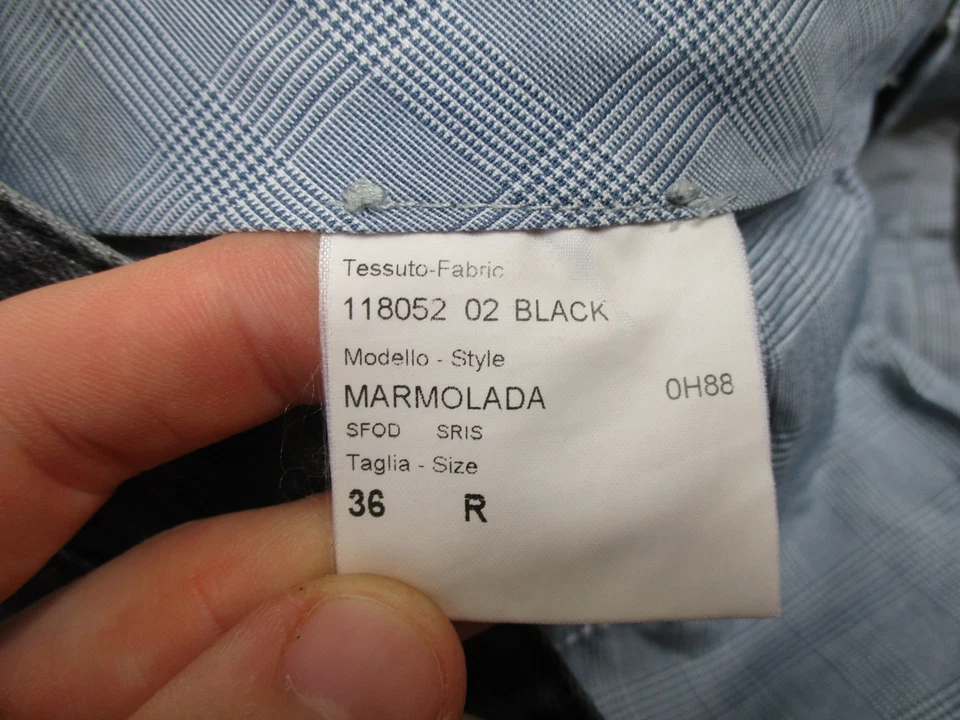 Tessuto-Fabric
118052 02 BLACK
Modello - Style
MARMOLADA 0H88
SFOD SRIS
Taglia - Size
36 R